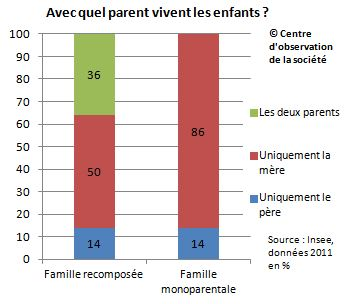 Avec quel parent vivent les enfants ?
© Centre
d'observation
de la société
100
90
80
70
60
50
40
30
20
10
0
36
50
14
86
14
Famille recomposée
Famille
monoparentale
Les deux parents
Uniquement la
mère
Uniquement le
père
Source : Insee,
données 2011
en %